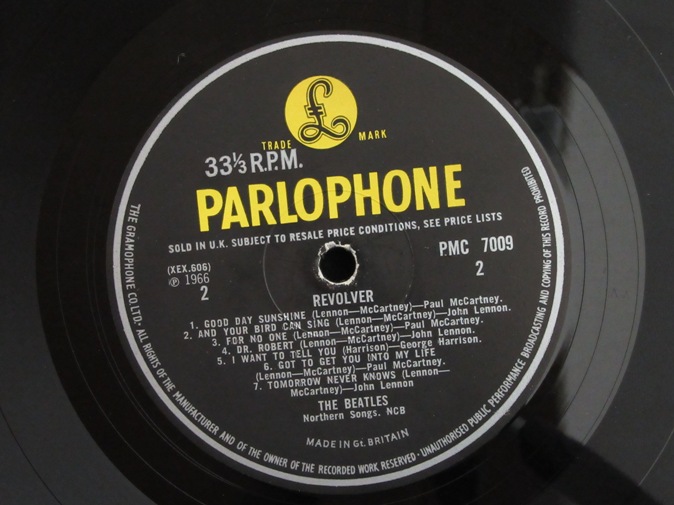 £
TRADE MARK
33⅓ R.P.M.
PARLOPHONE
SOLD IN U.K. SUBJECT TO RESALE PRICE CONDITIONS, SEE PRICE LISTS
(XEX.606)
℗ 1966
2
PMC 7009
2
REVOLVER
1. GOOD DAY SUNSHINE (Lennon—McCartney)—Paul McCartney.
2. AND YOUR BIRD CAN SING (Lennon—McCartney)—John Lennon.
3. FOR NO ONE (Lennon—McCartney)—Paul McCartney.
4. DR. ROBERT (Lennon—McCartney)—John Lennon.
5. I WANT TO TELL YOU (Harrison)—George Harrison.
6. GOT TO GET YOU INTO MY LIFE
(Lennon—McCartney)—Paul McCartney.
7. TOMORROW NEVER KNOWS (Lennon—
McCartney)—John Lennon
THE BEATLES
Northern Songs. NCB
MADE IN Gt. BRITAIN
THE GRAMOPHONE CO. LTD. · ALL RIGHTS OF THE MANUFACTURER AND OF THE OWNER OF THE RECORDED WORK RESERVED · UNAUTHORISED PUBLIC PERFORMANCE BROADCASTING AND COPYING OF THIS RECORD PROHIBITED